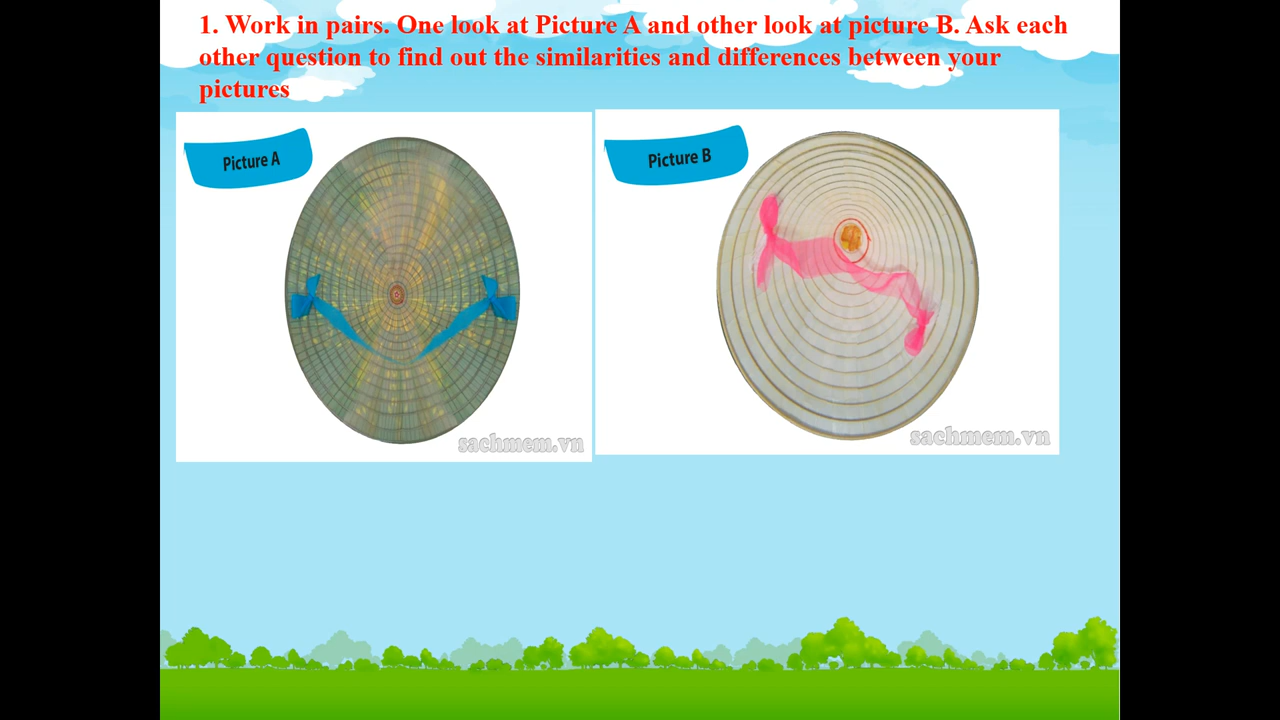 1. Work in pairs. One look at Picture A and other look at picture B. Ask each
other question to find out the similarities and differences between your
pictures
Picture A
Picture B
sachmem.vn
sachmem.vn